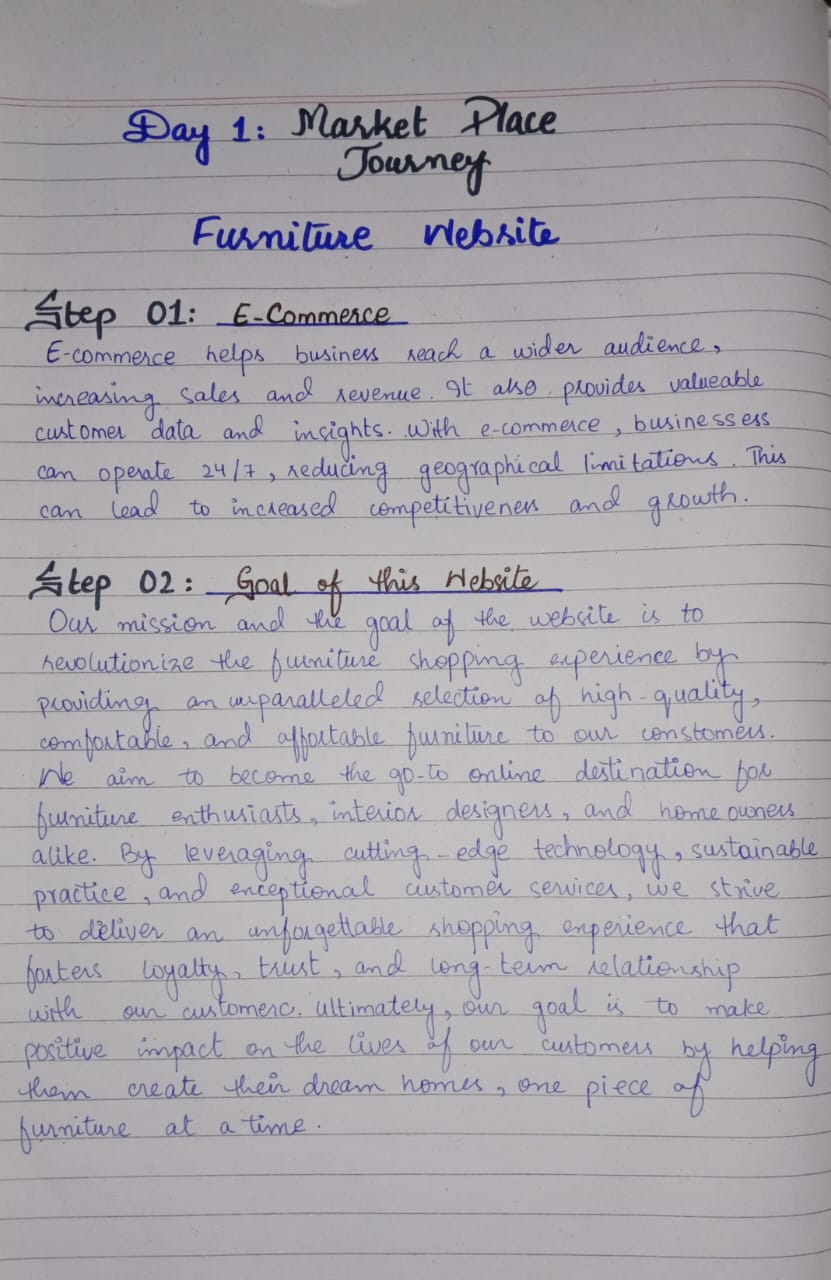 Day 1: Market Place
Journey
Furniture Website
Step 01: E-Commerce
E-commerce helps business reach a wider audience,
increasing sales and revenue. It also provides valueable
customer data and insights. With e-commerce, businessess
can operate 24/7, reducing geographical limitations. This
can lead to increased competitiveness and growth.
Step 02: Goal of this Website
Our mission and the goal of the website is to
revolutionize the furniture shopping experience by
providing an unparalleled selection of high-quality,
comfortable, and affortable furniture to our constomers.
We aim to become the go-to online destination for
furniture enthusiasts, interior designers, and home owners
alike. By leveraging cutting-edge technology, sustainable
practice, and exceptional customer services, we strive
to deliver an unforgettable shopping experience that
fosters loyalty, trust, and long-term relationship
with our customerc. Ultimately, our goal is to make
positive impact on the lives of our customers by helping
them create their dream homes, one piece of
furniture at a time.